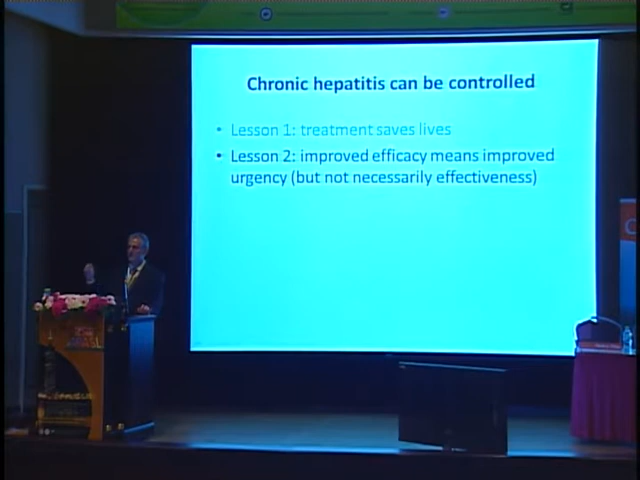 Chronic hepatitis can be controlled
• Lesson 1: treatment saves lives
• Lesson 2: improved efficacy means improved
urgency (but not necessarily effectiveness)